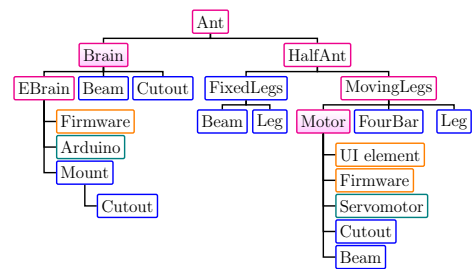 Ant
Brain HalfAnt
EBrain Beam Cutout FixedLegs MovingLegs
Firmware Beam Leg Motor FourBar Leg
Arduino UI element
Mount Firmware
Cutout Servomotor
Cutout
Beam